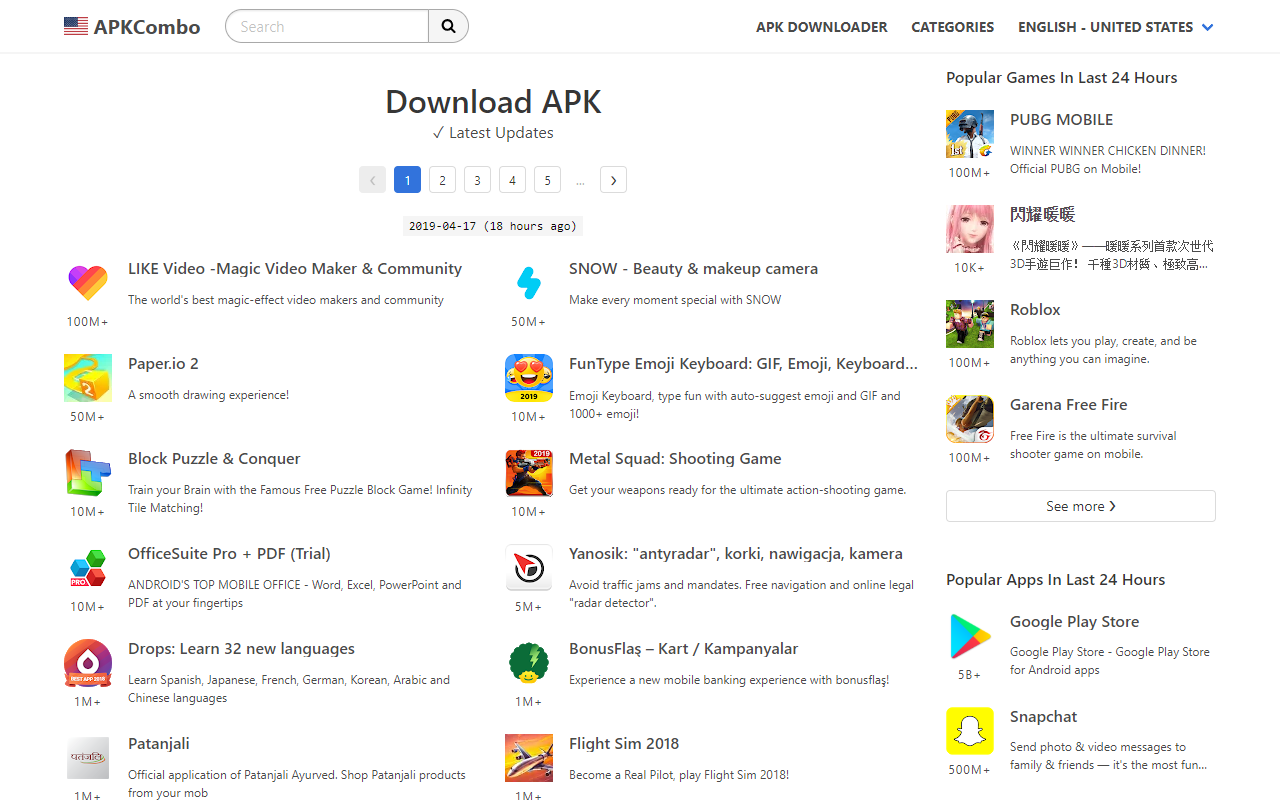 APKCombo
Search
APK DOWNLOADER
CATEGORIES
ENGLISH - UNITED STATES
Download APK
✓ Latest Updates
‹ 1 2 3 4 5 ... ›
2019-04-17 (18 hours ago)
LIKE Video -Magic Video Maker & Community
The world's best magic-effect video makers and community
100M+
SNOW - Beauty & makeup camera
Make every moment special with SNOW
50M+
Paper.io 2
A smooth drawing experience!
2
50M+
FunType Emoji Keyboard: GIF, Emoji, Keyboard...
Emoji Keyboard, type fun with auto-suggest emoji and GIF and
1000+ emoji!
2019
10M+
Block Puzzle & Conquer
Train your Brain with the Famous Free Puzzle Block Game! Infinity
Tile Matching!
10M+
Metal Squad: Shooting Game
Get your weapons ready for the ultimate action-shooting game.
2019
10M+
OfficeSuite Pro + PDF (Trial)
ANDROID'S TOP MOBILE OFFICE - Word, Excel, PowerPoint and
PDF at your fingertips
PRO
10M+
Yanosik: "antyradar", korki, nawigacja, kamera
Avoid traffic jams and mandates. Free navigation and online legal
"radar detector".
5M+
Drops: Learn 32 new languages
Learn Spanish, Japanese, French, German, Korean, Arabic and
Chinese languages
BEST APP 2018
1M+
BonusFlaş – Kart / Kampanyalar
Experience a new mobile banking experience with bonusflaş!
1M+
Patanjali
Official application of Patanjali Ayurved. Shop Patanjali products
from your mob
पतंजलि
1M+
Flight Sim 2018
Become a Real Pilot, play Flight Sim 2018!
1M+
Popular Games In Last 24 Hours
PUBG MOBILE
WINNER WINNER CHICKEN DINNER!
Official PUBG on Mobile!
PUBG
1st
100M+
閃耀暖暖
《閃耀暖暖》——暖暖系列首款次世代
3D手遊巨作！ 千種3D材質、極致高...
10K+
Roblox
Roblox lets you play, create, and be
anything you can imagine.
100M+
Garena Free Fire
Free Fire is the ultimate survival
shooter game on mobile.
100M+
See more ›
Popular Apps In Last 24 Hours
Google Play Store
Google Play Store - Google Play Store
for Android apps
5B+
Snapchat
Send photo & video messages to
family & friends — it's the most fun...
500M+